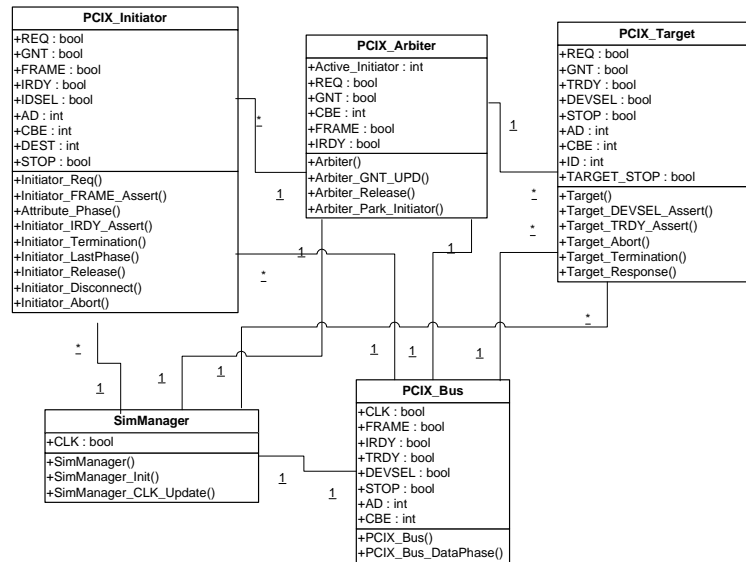 PCIX_Initiator
+REQ : bool
+GNT : bool
+FRAME : bool
+IRDY : bool
+IDSEL : bool
+AD : int
+CBE : int
+DEST : int
+STOP : bool
+Initiator_Req()
+Initiator_FRAME_Assert()
+Attribute_Phase()
+Initiator_IRDY_Assert()
+Initiator_Termination()
+Initiator_LastPhase()
+Initiator_Release()
+Initiator_Disconnect()
+Initiator_Abort()
PCIX_Arbiter
+Active_Initiator : int
+REQ : bool
+GNT : bool
+CBE : int
+FRAME : bool
+IRDY : bool
+Arbiter()
+Arbiter_GNT_UPD()
+Arbiter_Release()
+Arbiter_Park_Initiator()
PCIX_Target
+REQ : bool
+GNT : bool
+TRDY : bool
+DEVSEL : bool
+STOP : bool
+AD : int
+CBE : int
+ID : int
+TARGET_STOP : bool
+Target()
+Target_DEVSEL_Assert()
+Target_TRDY_Assert()
+Target_Abort()
+Target_Termination()
+Target_Response()
*
1
1
*
1
*
1
*
*
*
1
1
1
1
1
1
1
1
SimManager
+CLK : bool
+SimManager()
+SimManager_Init()
+SimManager_CLK_Update()
PCIX_Bus
+CLK : bool
+FRAME : bool
+IRDY : bool
+TRDY : bool
+DEVSEL : bool
+STOP : bool
+AD : int
+CBE : int
+PCIX_Bus()
+PCIX_Bus_DataPhase()